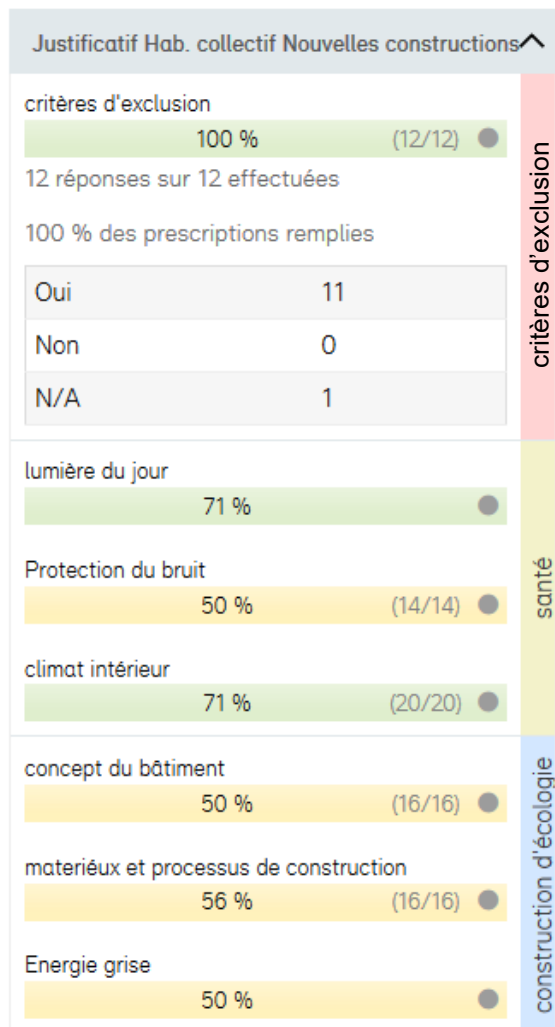 Justificatif Hab. collectif Nouvelles constructions
critères d'exclusion
100 % (12/12)
12 réponses sur 12 effectuées
100 % des prescriptions remplies
Oui 11
Non 0
N/A 1
critères d'exclusion
lumière du jour
71 %
Protection du bruit
50 % (14/14)
climat intérieur
71 % (20/20)
santé
concept du bâtiment
50 % (16/16)
materiéux et processus de construction
56 % (16/16)
Energie grise
50 %
construction d'écologie